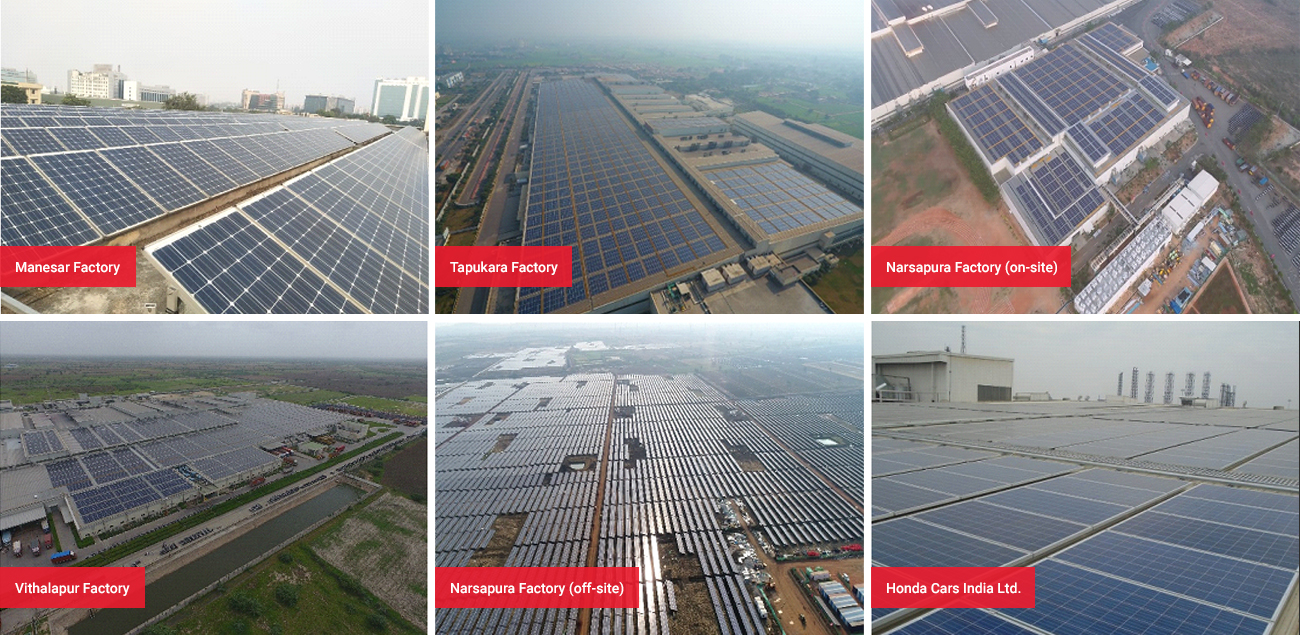 Manesar Factory
Tapukara Factory
Narsapura Factory (on-site)
Vithalapur Factory
Narsapura Factory (off-site)
Honda Cars India Ltd.